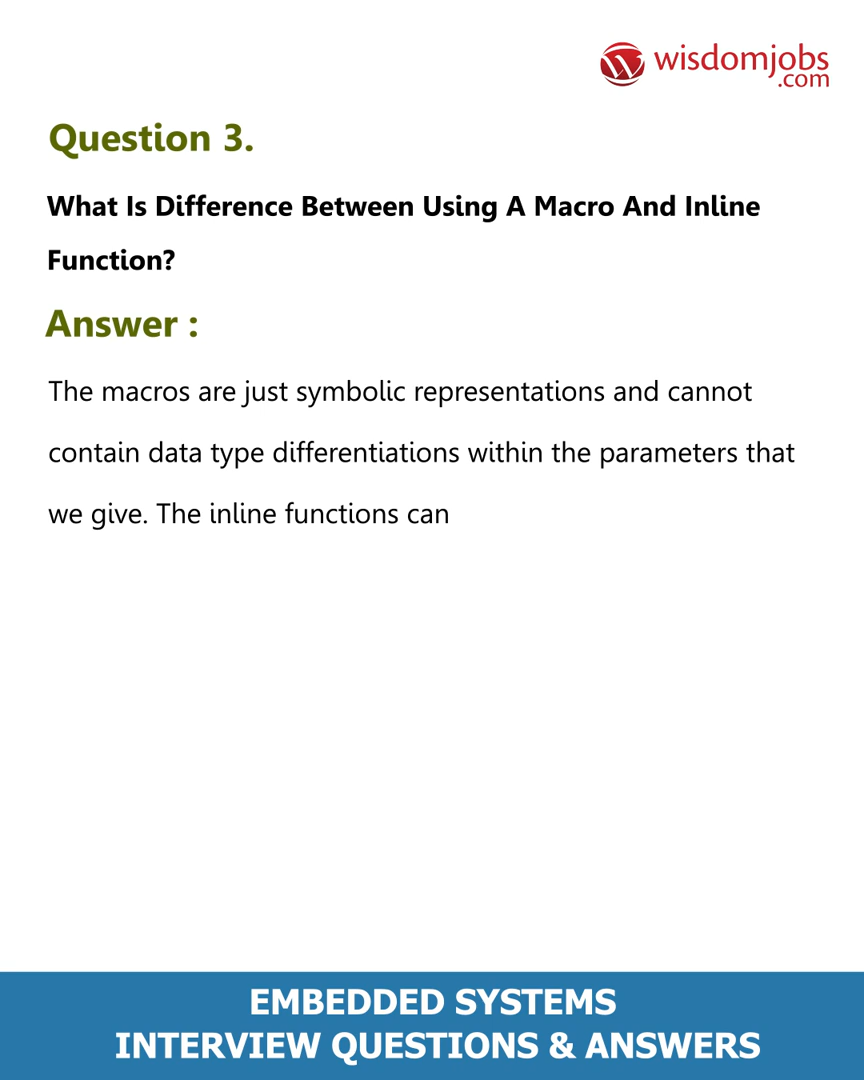 wisdomjobs
.com
Question 3.
What Is Difference Between Using A Macro And Inline
Function?
Answer :
The macros are just symbolic representations and cannot
contain data type differentiations within the parameters that
we give. The inline functions can
EMBEDDED SYSTEMS
INTERVIEW QUESTIONS & ANSWERS